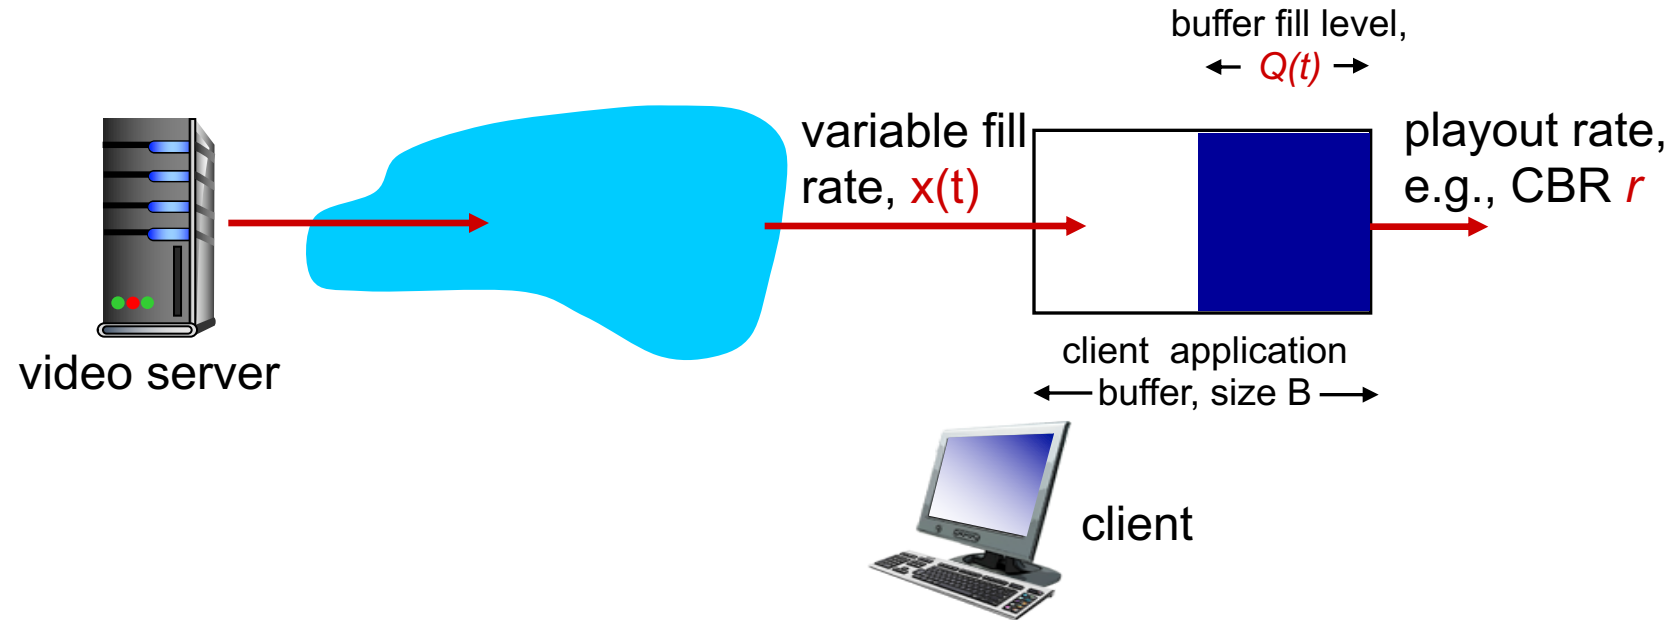 buffer fill level,
Q(t)
variable fill
rate, x(t)
playout rate,
e.g., CBR r
video server
client application
buffer, size B
client